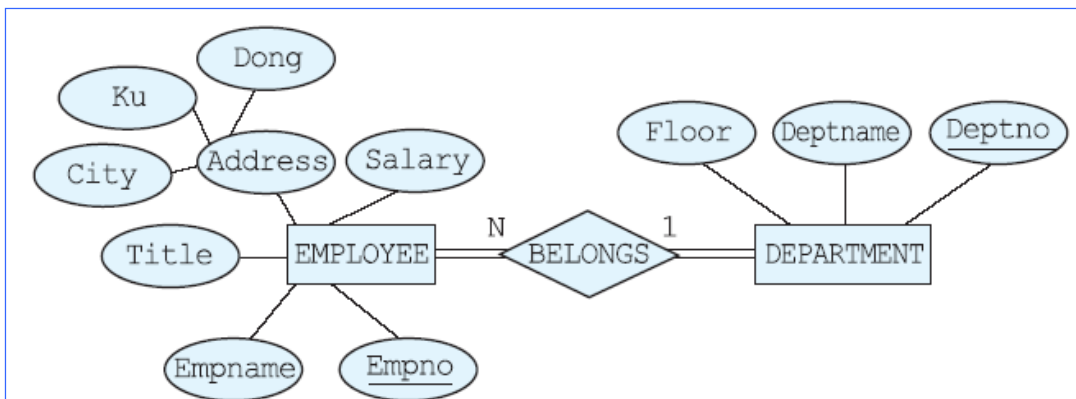 Dong
Ku
City
Address
Salary
Title
EMPLOYEE
N
BELONGS
1
Floor
Deptname
Deptno
DEPARTMENT
Empname
Empno